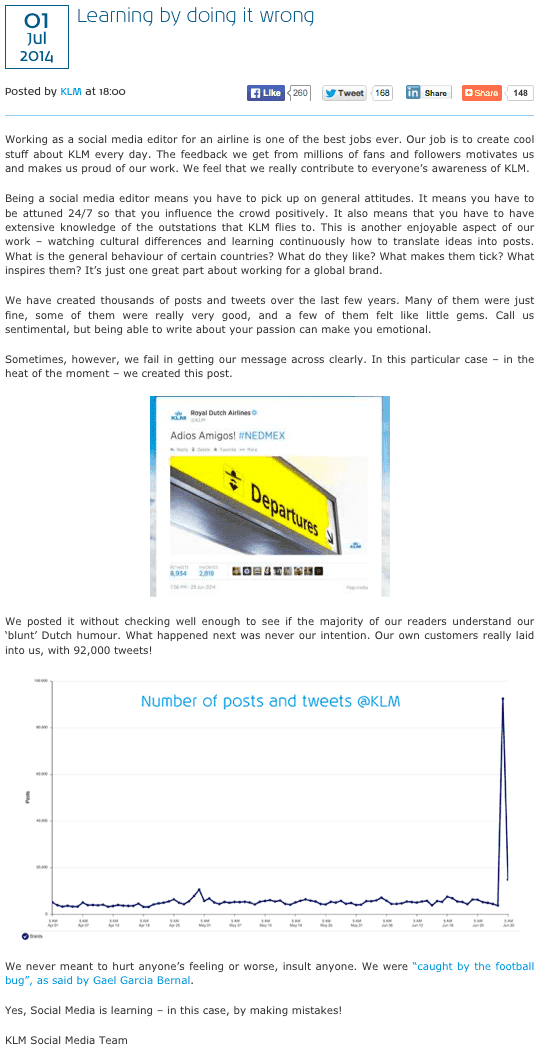 01
Jul
2014
Learning by doing it wrong
Posted by KLM at 18:00
Like 260
Tweet 168
in Share
Share 148
Working as a social media editor for an airline is one of the best jobs ever. Our job is to create cool
stuff about KLM every day. The feedback we get from millions of fans and followers motivates us
and makes us proud of our work. We feel that we really contribute to everyone's awareness of KLM.
Being a social media editor means you have to pick up on general attitudes. It means you have to
be attuned 24/7 so that you influence the crowd positively. It also means that you have to have
extensive knowledge of the outstations that KLM flies to. This is another enjoyable aspect of our
work – watching cultural differences and learning continuously how to translate ideas into posts.
What is the general behaviour of certain countries? What do they like? What makes them tick? What
inspires them? It's just one great part about working for a global brand.
We have created thousands of posts and tweets over the last few years. Many of them were just
fine, some of them were really very good, and a few of them felt like little gems. Call us
sentimental, but being able to write about your passion can make you emotional.
Sometimes, however, we fail in getting our message across clearly. In this particular case – in the
heat of the moment – we created this post.
KLM
Royal Dutch Airlines
@KLM
Adios Amigos! #NEDMEX
Reply Delete Favorite More
Departures
KLM
RETWEETS FAVORITES
8,934 2,819
We posted it without checking well enough to see if the majority of our readers understand our
'blunt' Dutch humour. What happened next was never our intention. Our own customers really laid
into us, with 92,000 tweets!
Number of posts and tweets @KLM
100,000
80,000
60,000
40,000
20,000
0
Posts
Brands
We never meant to hurt anyone's feeling or worse, insult anyone. We were "caught by the football
bug", as said by Gael Garcia Bernal.
Yes, Social Media is learning – in this case, by making mistakes!
KLM Social Media Team